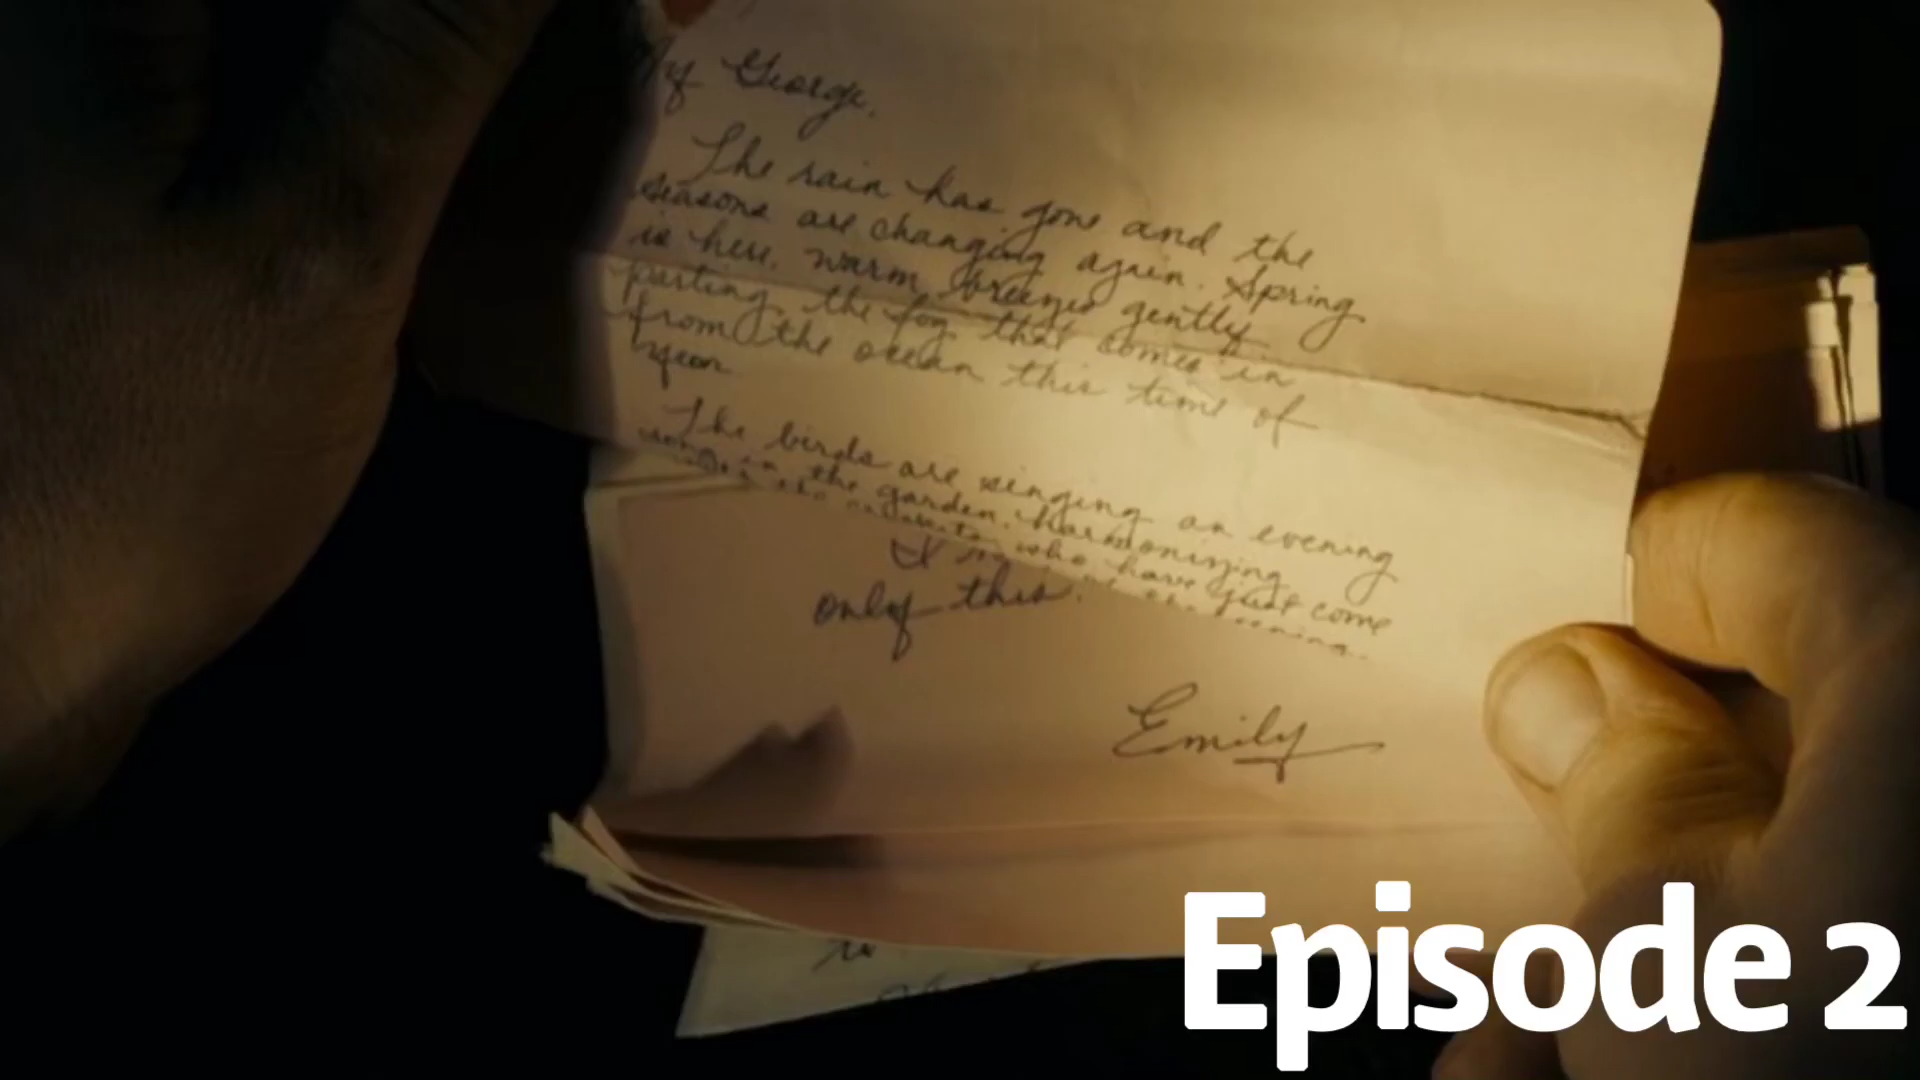 My George,
The rain has gone and the
seasons are changing again. Spring
is here, warm breezes gently
parting the fog that comes in
from the ocean this time of
year.
The birds are singing an evening
song in the garden, harmonizing
who have just come
I
only this.
Emily
Episode 2